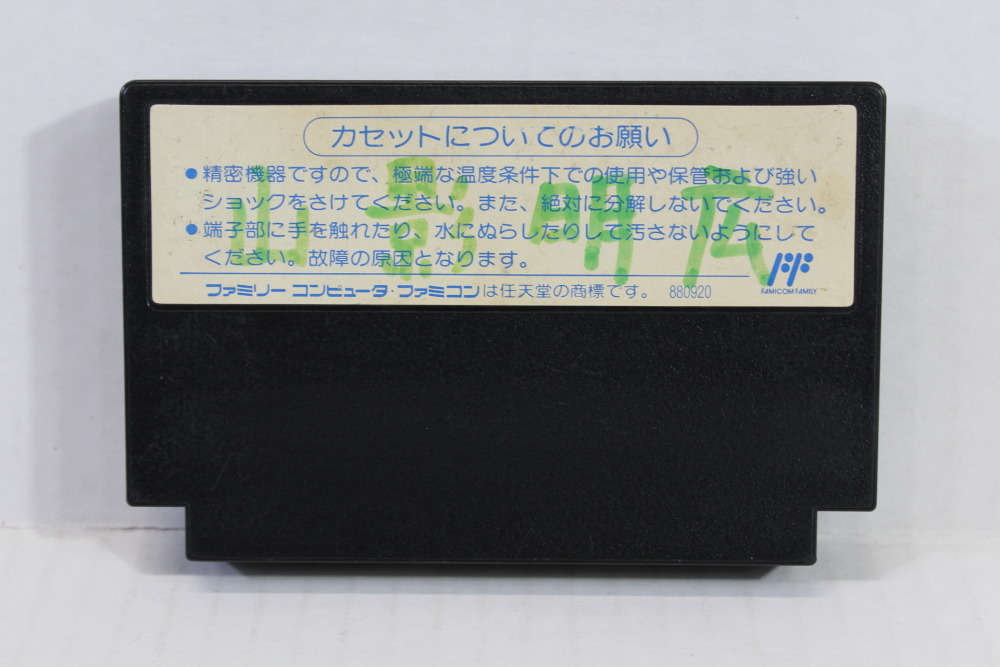 カセットについてのお願い
●精密機器ですので、極端な温度条件下での使用や保管および強い
ショックをさけてください。また、絶対に分解しないでください。
●端子部に手を触れたり、水にぬらしたりして汚さないようにして
ください。故障の原因となります。
山影明広
ファミリーコンピュータ・ファミコンは任天堂の商標です。 880920
FAMICOM FAMILY